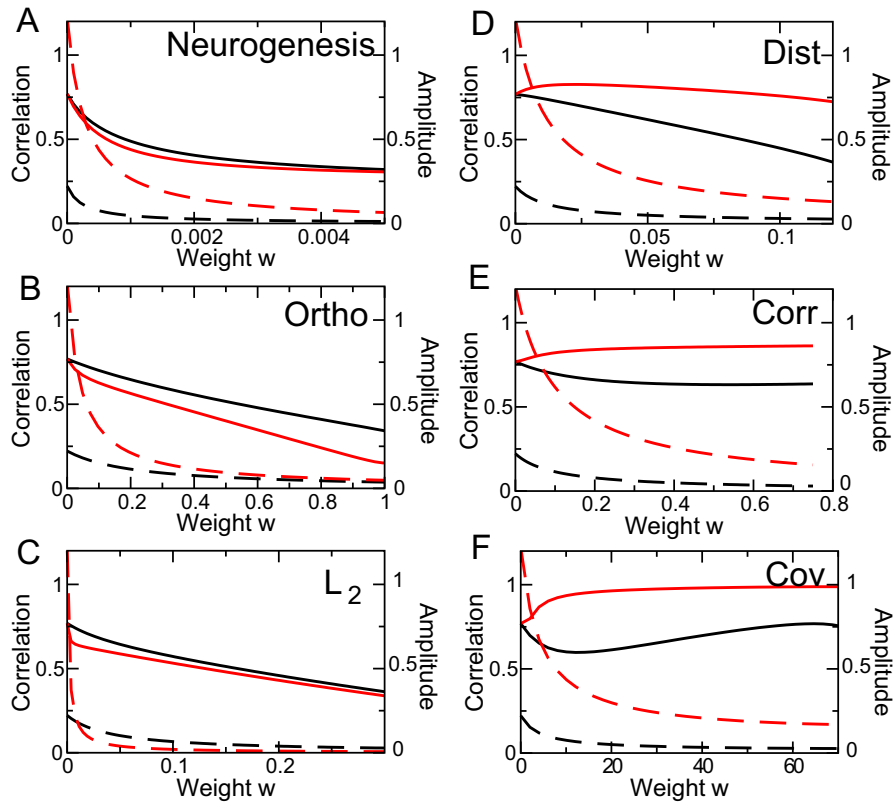 A
Neurogenesis
1
0.5
0
Correlation
1
0.5
0
Amplitude
0
0.002
0.004
Weight w
B
Ortho
1
0.5
0
Correlation
1
0.5
0
Amplitude
0
0.2
0.4
0.6
0.8
1
Weight w
C
L 2
1
0.5
0
Correlation
1
0.5
0
Amplitude
0
0.1
0.2
Weight w
D
Dist
1
0.5
0
Correlation
1
0.5
0
Amplitude
0
0.05
0.1
Weight w
E
Corr
1
0.5
0
Correlation
1
0.5
0
Amplitude
0
0.2
0.4
0.6
0.8
Weight w
F
Cov
1
0.5
0
Correlation
1
0.5
0
Amplitude
0
20
40
60
Weight w